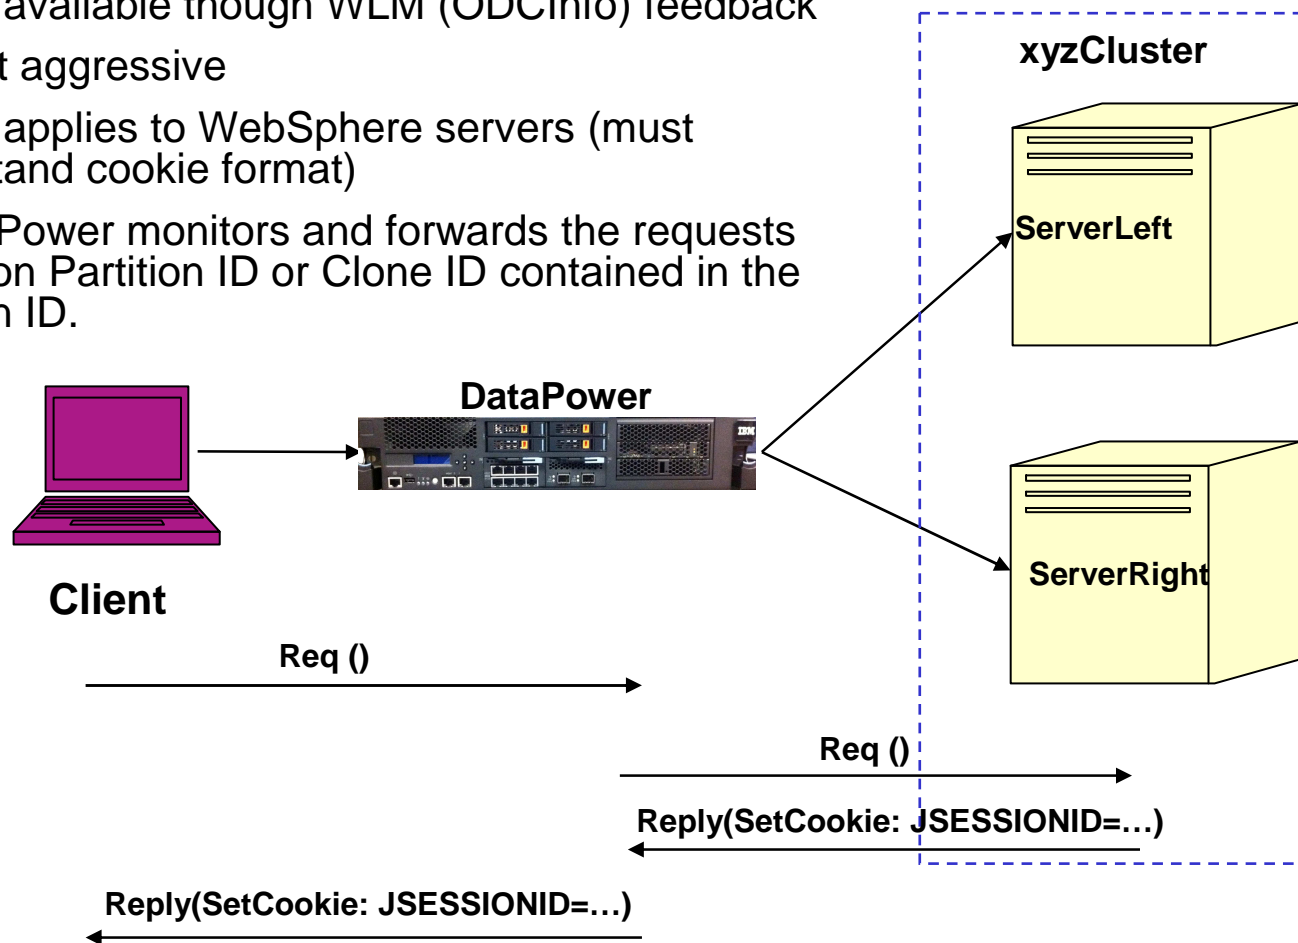 available though WLM (ODCInfo) feedback
t aggressive
applies to WebSphere servers (must
tand cookie format)
Power monitors and forwards the requests
on Partition ID or Clone ID contained in the
n ID.
xyzCluster
ServerLeft
DataPower
IBM
ServerRight
Client
Req ()
Req ()
Reply(SetCookie: JSESSIONID=…)
Reply(SetCookie: JSESSIONID=…)